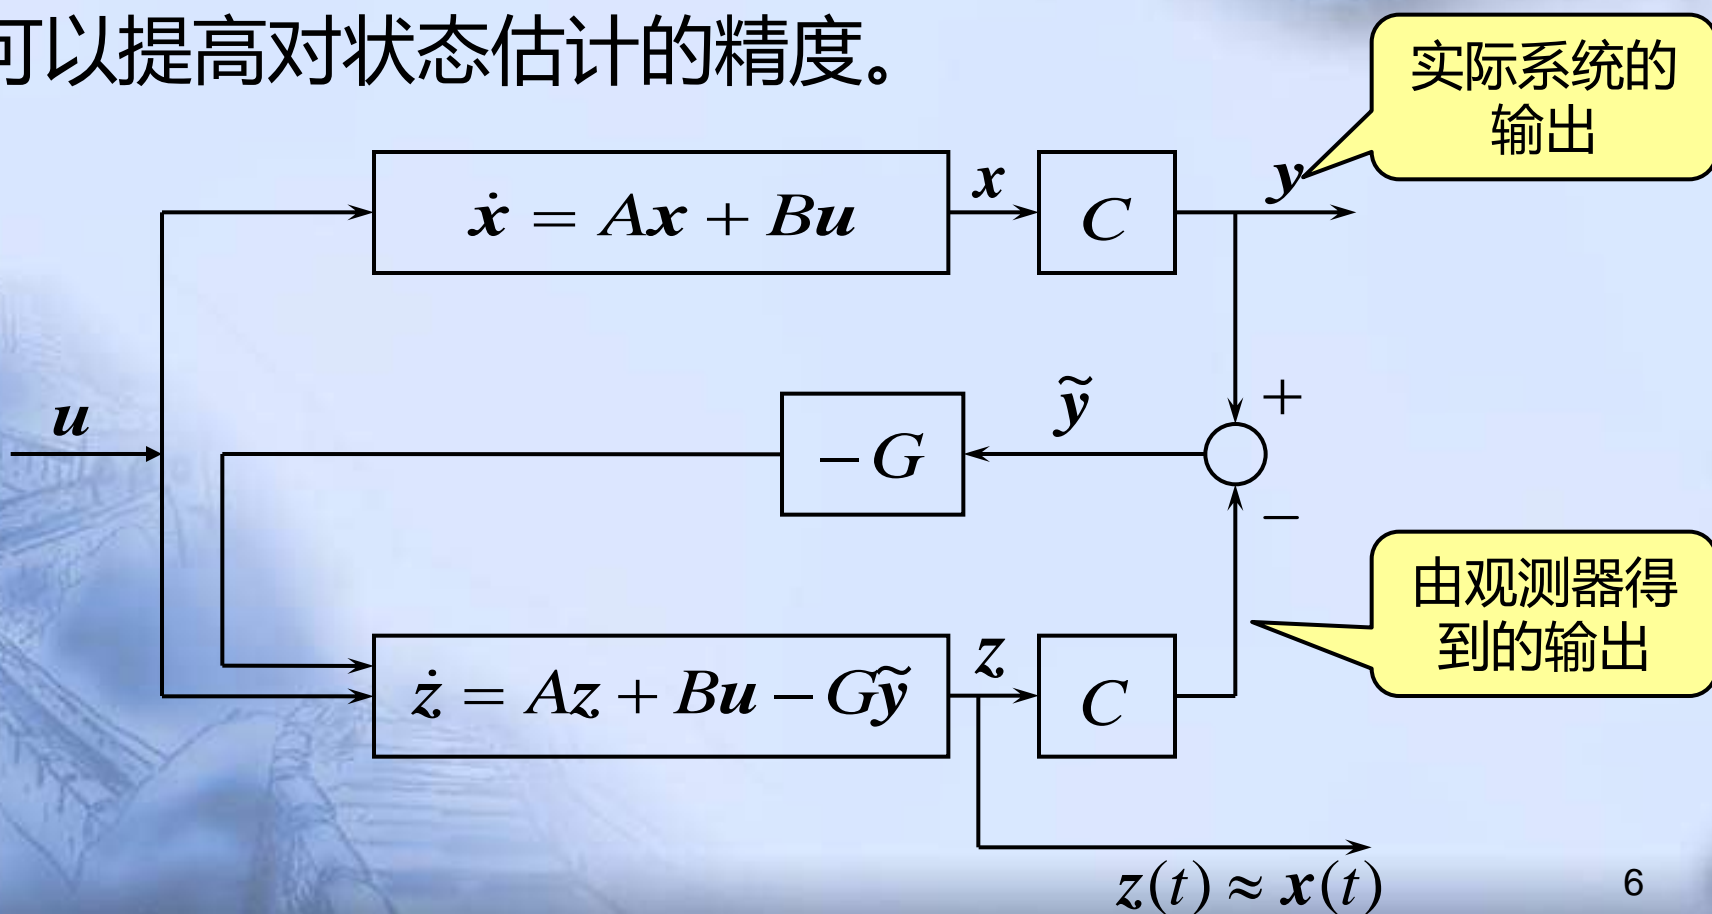 可以提高对状态估计的精度。
实际系统的
输出
ẋ = Ax + Bu
x
C
y
u
− G
ỹ
+
−
由观测器得
到的输出
ż = Az + Bu − Gỹ
z
C
z(t) ≈ x(t)
6